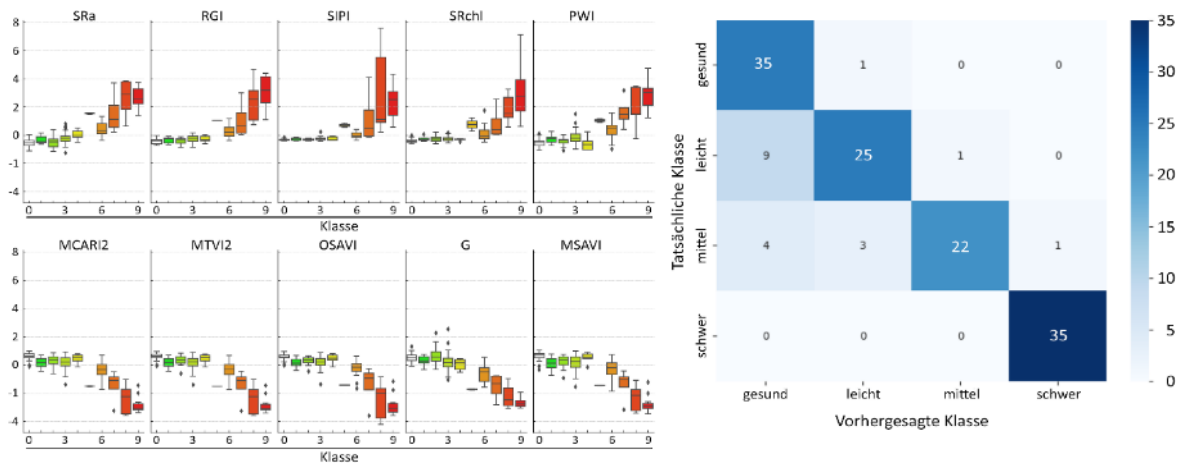 SRa RGI SIPI SRchl PWI
8
6
4
2
0
-2
-4
0 3 6 9 0 3 6 9 0 3 6 9 0 3 6 9 0 3 6 9
Klasse Klasse
MCARI2 MTVI2 OSAVI G MSAVI
8
6
4
2
0
-2
-4
0 3 6 9 0 3 6 9 0 3 6 9 0 3 6 9 0 3 6 9
Klasse Klasse
Tatsächliche Klasse
gesund 35 1 0 0
leicht 9 25 1 0
mittel 4 3 22 1
schwer 0 0 0 35
gesund leicht mittel schwer
Vorhergesagte Klasse
35
30
25
20
15
10
5
0